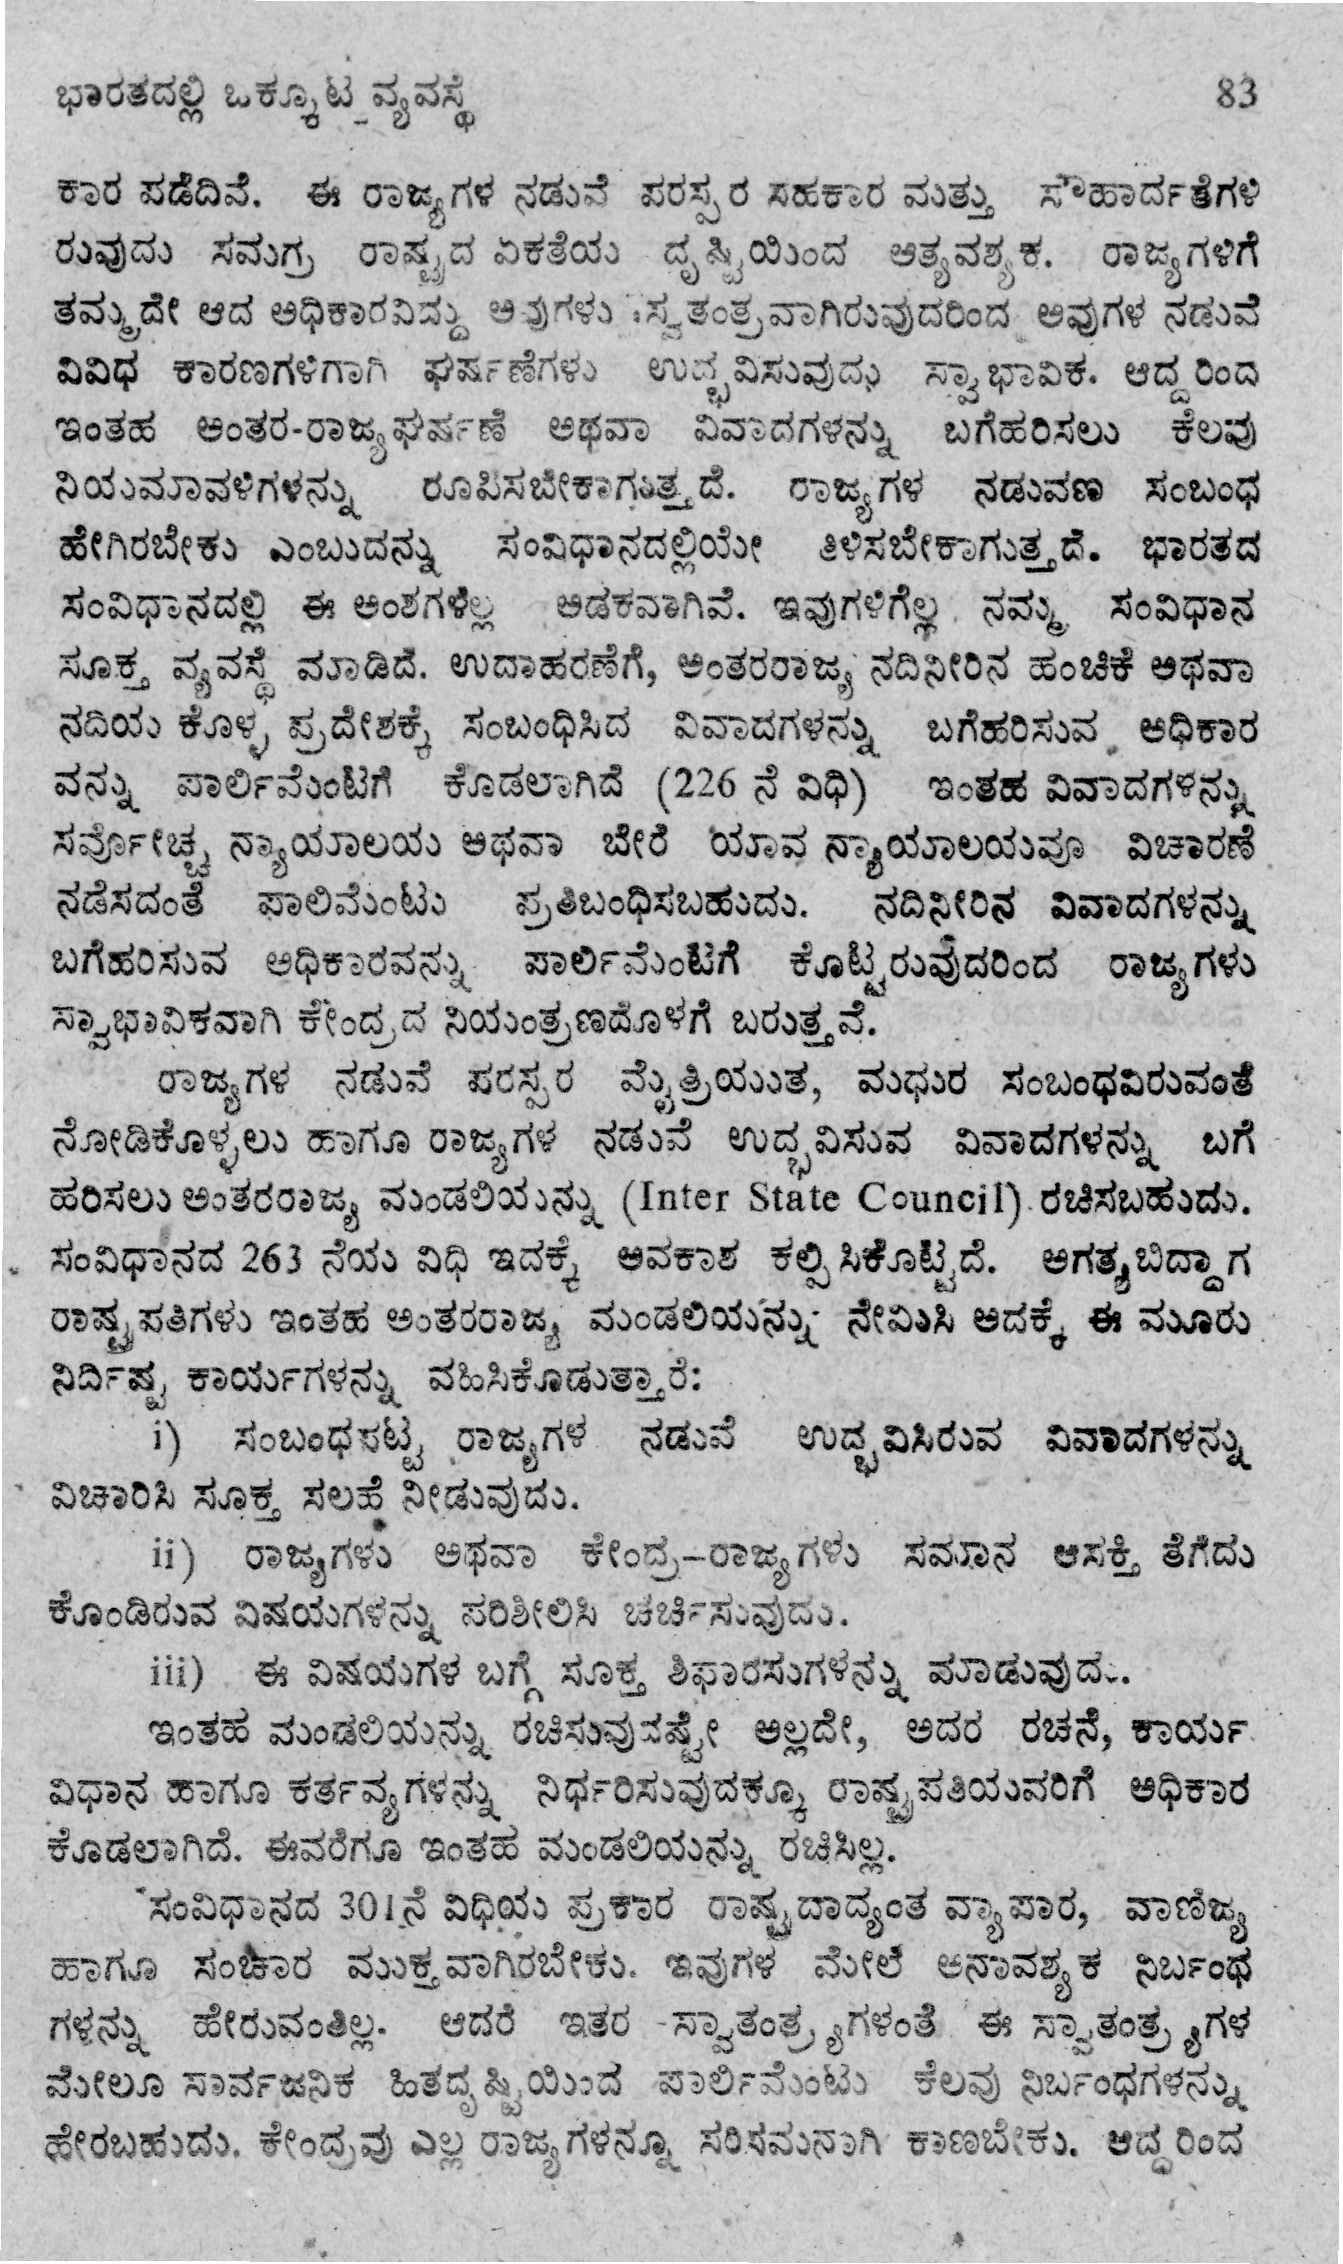 ಭಾರತದಲ್ಲಿ ಒಕ್ಕೂಟ ವ್ಯವಸ್ಥೆ 83
ಕಾರ ಪಡೆದಿವೆ. ಈ ರಾಜ್ಯಗಳ ನಡುವೆ ಪರಸ್ಪರ ಸಹಕಾರ ಮತ್ತು ಸೌಹಾರ್ದತೆಗಳಿ
ರುವುದು ಸಮಗ್ರ ರಾಷ್ಟ್ರದ ಏಕತೆಯ ದೃಷ್ಟಿಯಿಂದ ಅತ್ಯವಶ್ಯಕ. ರಾಜ್ಯಗಳಿಗೆ
ತಮ್ಮದೇ ಆದ ಅಧಿಕಾರವಿದ್ದು ಅವುಗಳು ಸ್ವತಂತ್ರವಾಗಿರುವುದರಿಂದ ಅವುಗಳ ನಡುವೆ
ವಿವಿಧ ಕಾರಣಗಳಿಗಾಗಿ ಘರ್ಷಣೆಗಳು ಉದ್ಭವಿಸುವುದು ಸ್ವಾಭಾವಿಕ. ಆದ್ದರಿಂದ
ಇಂತಹ ಅಂತರ-ರಾಜ್ಯಘರ್ಷಣೆ ಅಥವಾ ವಿವಾದಗಳನ್ನು ಬಗೆಹರಿಸಲು ಕೆಲವು
ನಿಯಮಾವಳಿಗಳನ್ನು ರೂಪಿಸಬೇಕಾಗುತ್ತದೆ. ರಾಜ್ಯಗಳ ನಡುವಣ ಸಂಬಂಧ
ಹೇಗಿರಬೇಕು ಎಂಬುದನ್ನು ಸಂವಿಧಾನದಲ್ಲಿಯೇ ತಿಳಿಸಬೇಕಾಗುತ್ತದೆ. ಭಾರತದ
ಸಂವಿಧಾನದಲ್ಲಿ ಈ ಅಂಶಗಳೆಲ್ಲ ಅಡಕವಾಗಿವೆ. ಇವುಗಳಿಗೆಲ್ಲ ನಮ್ಮ ಸಂವಿಧಾನ
ಸೂಕ್ತ ವ್ಯವಸ್ಥೆ ಮಾಡಿದೆ. ಉದಾಹರಣೆಗೆ, ಅಂತರರಾಜ್ಯ ನದಿನೀರಿನ ಹಂಚಿಕೆ ಅಥವಾ
ನದಿಯ ಕೊಳ್ಳ ಪ್ರದೇಶಕ್ಕೆ ಸಂಬಂಧಿಸಿದ ವಿವಾದಗಳನ್ನು ಬಗೆಹರಿಸುವ ಅಧಿಕಾರ
ವನ್ನು ಪಾರ್ಲಿಮೆಂಟಿಗೆ ಕೊಡಲಾಗಿದೆ (226 ನೆ ವಿಧಿ) ಇಂತಹ ವಿವಾದಗಳನ್ನು
ಸರ್ವೋಚ್ಚ ನ್ಯಾಯಾಲಯ ಅಥವಾ ಬೇರೆ ಯಾವ ನ್ಯಾಯಾಲಯವೂ ವಿಚಾರಣೆ
ನಡೆಸದಂತೆ ಪಾಲಿಮೆಂಟು ಪ್ರತಿಬಂಧಿಸಬಹುದು. ನದಿನೀರಿನ ವಿವಾದಗಳನ್ನು
ಬಗೆಹರಿಸುವ ಅಧಿಕಾರವನ್ನು ಪಾರ್ಲಿಮೆಂಟಿಗೆ ಕೊಟ್ಟಿರುವುದರಿಂದ ರಾಜ್ಯಗಳು
ಸ್ವಾಭಾವಿಕವಾಗಿ ಕೇಂದ್ರದ ನಿಯಂತ್ರಣದೊಳಗೆ ಬರುತ್ತವೆ.
ರಾಜ್ಯಗಳ ನಡುವೆ ಪರಸ್ಪರ ಮೈತ್ರಿಯುತ, ಮಧುರ ಸಂಬಂಧವಿರುವಂತೆ
ನೋಡಿಕೊಳ್ಳಲು ಹಾಗೂ ರಾಜ್ಯಗಳ ನಡುವೆ ಉದ್ಭವಿಸುವ ವಿವಾದಗಳನ್ನು ಬಗೆ
ಹರಿಸಲು ಅಂತರರಾಜ್ಯ ಮಂಡಲಿಯನ್ನು (Inter State Council) ರಚಿಸಬಹುದು.
ಸಂವಿಧಾನದ 263 ನೆಯ ವಿಧಿ ಇದಕ್ಕೆ ಅವಕಾಶ ಕಲ್ಪಿಸಿಕೊಟ್ಟಿದೆ. ಅಗತ್ಯಬಿದ್ದಾಗ
ರಾಷ್ಟ್ರಪತಿಗಳು ಇಂತಹ ಅಂತರರಾಜ್ಯ ಮಂಡಲಿಯನ್ನು ನೇಮಿಸಿ ಅದಕ್ಕೆ ಈ ಮೂರು
ನಿರ್ದಿಷ್ಟ ಕಾರ್ಯಗಳನ್ನು ವಹಿಸಿಕೊಡುತ್ತಾರೆ:
i) ಸಂಬಂಧಪಟ್ಟ ರಾಜ್ಯಗಳ ನಡುವೆ ಉದ್ಭವಿಸಿರುವ ವಿವಾದಗಳನ್ನು
ವಿಚಾರಿಸಿ ಸೂಕ್ತ ಸಲಹೆ ನೀಡುವುದು.
ii) ರಾಜ್ಯಗಳು ಅಥವಾ ಕೇಂದ್ರ–ರಾಜ್ಯಗಳು ಸಮಾನ ಆಸಕ್ತಿ ತೆಗೆದು
ಕೊಂಡಿರುವ ವಿಷಯಗಳನ್ನು ಪರಿಶೀಲಿಸಿ ಚರ್ಚಿಸುವುದು.
iii) ಈ ವಿಷಯಗಳ ಬಗ್ಗೆ ಸೂಕ್ತ ಶಿಫಾರಸುಗಳನ್ನು ಮಾಡುವುದು.
ಇಂತಹ ಮಂಡಲಿಯನ್ನು ರಚಿಸುವುದಷ್ಟೇ ಅಲ್ಲದೇ, ಅದರ ರಚನೆ, ಕಾರ್ಯ
ವಿಧಾನ ಹಾಗೂ ಕರ್ತವ್ಯಗಳನ್ನು ನಿರ್ಧರಿಸುವುದಕ್ಕೂ ರಾಷ್ಟ್ರಪತಿಯವರಿಗೆ ಅಧಿಕಾರ
ಕೊಡಲಾಗಿದೆ. ಈವರೆಗೂ ಇಂತಹ ಮಂಡಲಿಯನ್ನು ರಚಿಸಿಲ್ಲ.
ಸಂವಿಧಾನದ 301ನೆ ವಿಧಿಯ ಪ್ರಕಾರ ರಾಷ್ಟ್ರದಾದ್ಯಂತ ವ್ಯಾಪಾರ, ವಾಣಿಜ್ಯ
ಹಾಗೂ ಸಂಚಾರ ಮುಕ್ತವಾಗಿರಬೇಕು. ಇವುಗಳ ಮೇಲೆ ಅನಾವಶ್ಯಕ ನಿರ್ಬಂಧ
ಗಳನ್ನು ಹೇರುವಂತಿಲ್ಲ. ಆದರೆ ಇತರ ಸ್ವಾತಂತ್ರ್ಯಗಳಂತೆ ಈ ಸ್ವಾತಂತ್ರ್ಯಗಳ
ಮೇಲೂ ಸಾರ್ವಜನಿಕ ಹಿತದೃಷ್ಟಿಯಿಂದ ಪಾರ್ಲಿಮೆಂಟು ಕೆಲವು ನಿರ್ಬಂಧಗಳನ್ನು
ಹೇರಬಹುದು. ಕೇಂದ್ರವು ಎಲ್ಲ ರಾಜ್ಯಗಳನ್ನೂ ಸರಿಸಮನಾಗಿ ಕಾಣಬೇಕು. ಆದ್ಧರಿಂದ